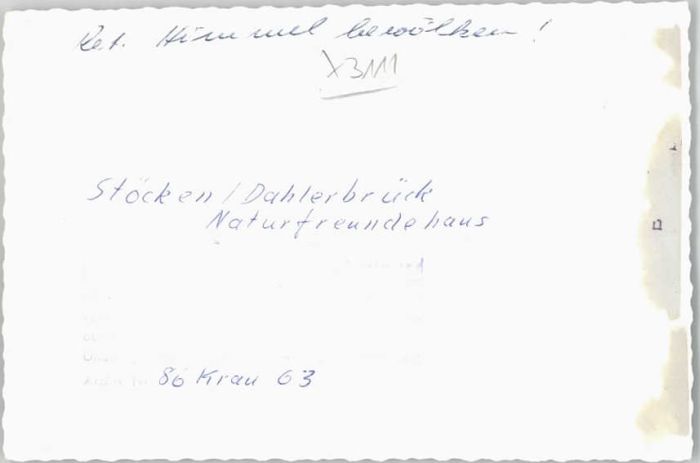 Ret. Himmel bewölken!
X3111
Stöcken / Dahlerbrück
Naturfreundehaus
86 Krau 63